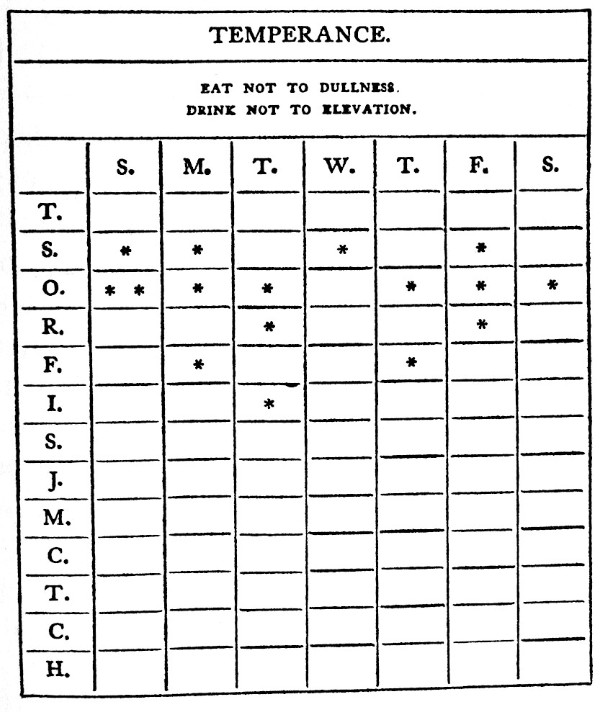 TEMPERANCE.
EAT NOT TO DULLNESS.
DRINK NOT TO ELEVATION.
S. M. T. W. T. F. S.
T.
S. * * * *
O. * * * * * * *
R. * *
F. * *
I. *
S.
J.
M.
C.
T.
C.
H.